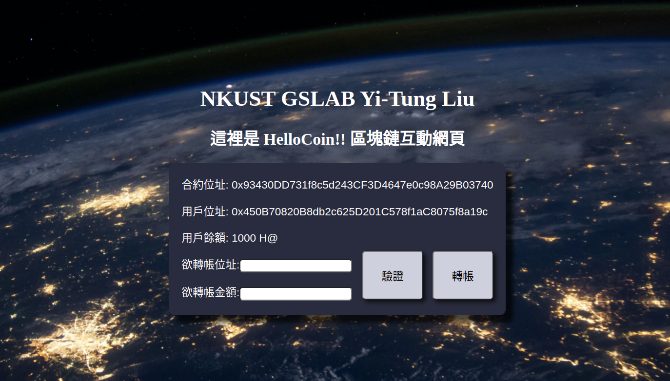 NKUST GSLAB Yi-Tung Liu
這裡是 HelloCoin!! 區塊鏈互動網頁
合約位址: 0x93430DD731f8c5d243CF3D4647e0c98A29B03740
用戶位址: 0x450B70820B8db2c625D201C578f1aC8075f8a19c
用戶餘額: 1000 H@
欲轉帳位址:
欲轉帳金額:
驗證
轉帳